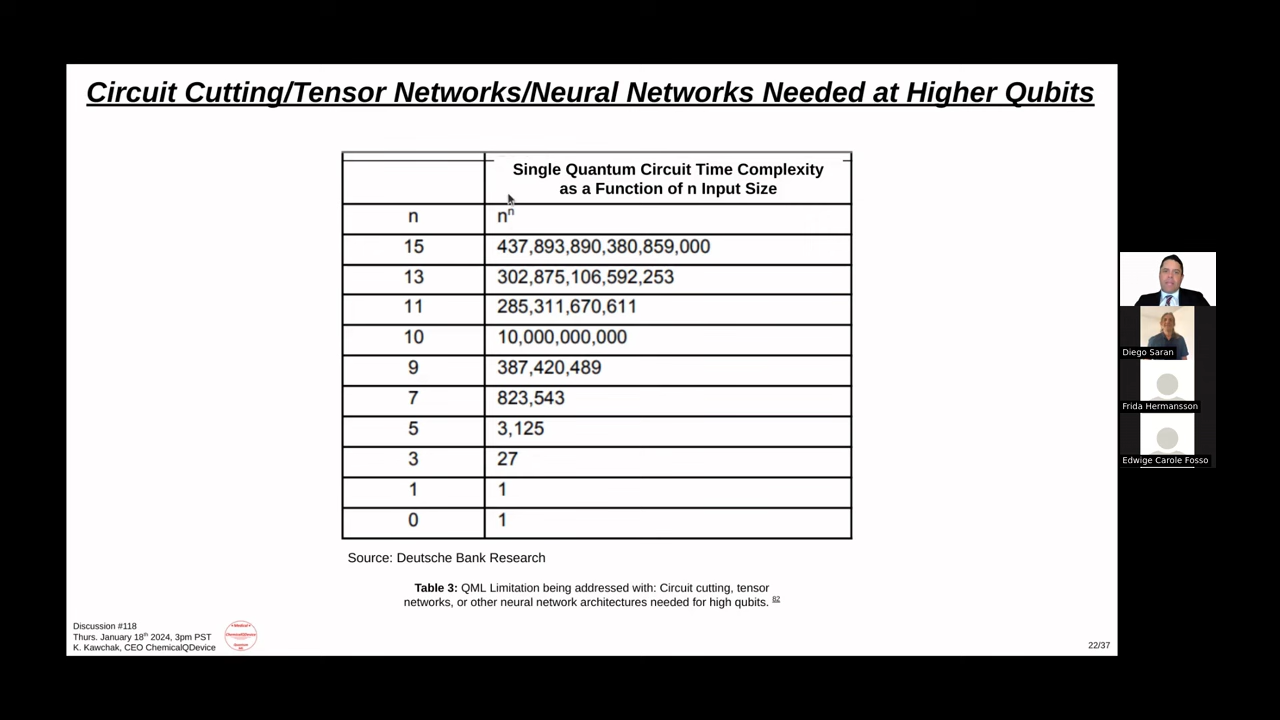 Circuit Cutting/Tensor Networks/Neural Networks Needed at Higher Qubits
Single Quantum Circuit Time Complexity
as a Function of n Input Size
n nⁿ
15 437,893,890,380,859,000
13 302,875,106,592,253
11 285,311,670,611
10 10,000,000,000
9 387,420,489
7 823,543
5 3,125
3 27
1 1
0 1
Source: Deutsche Bank Research
Table 3: QML Limitation being addressed with: Circuit cutting, tensor
networks, or other neural network architectures needed for high qubits. 82
Discussion #118
Thurs. January 18th 2024, 3pm PST
K. Kawchak, CEO ChemicalQDevice
22/37
Diego Saran
Frida Hermansson
Edwige Carole Fosso